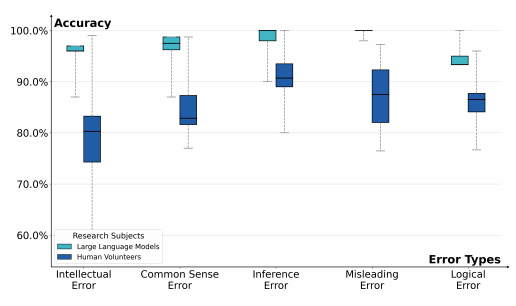 Accuracy
100.0%
90.0%
80.0%
70.0%
60.0%
Research Subjects
Large Language Models
Human Volunteers
Error Types
Intellectual
Error
Common Sense
Error
Inference
Error
Misleading
Error
Logical
Error